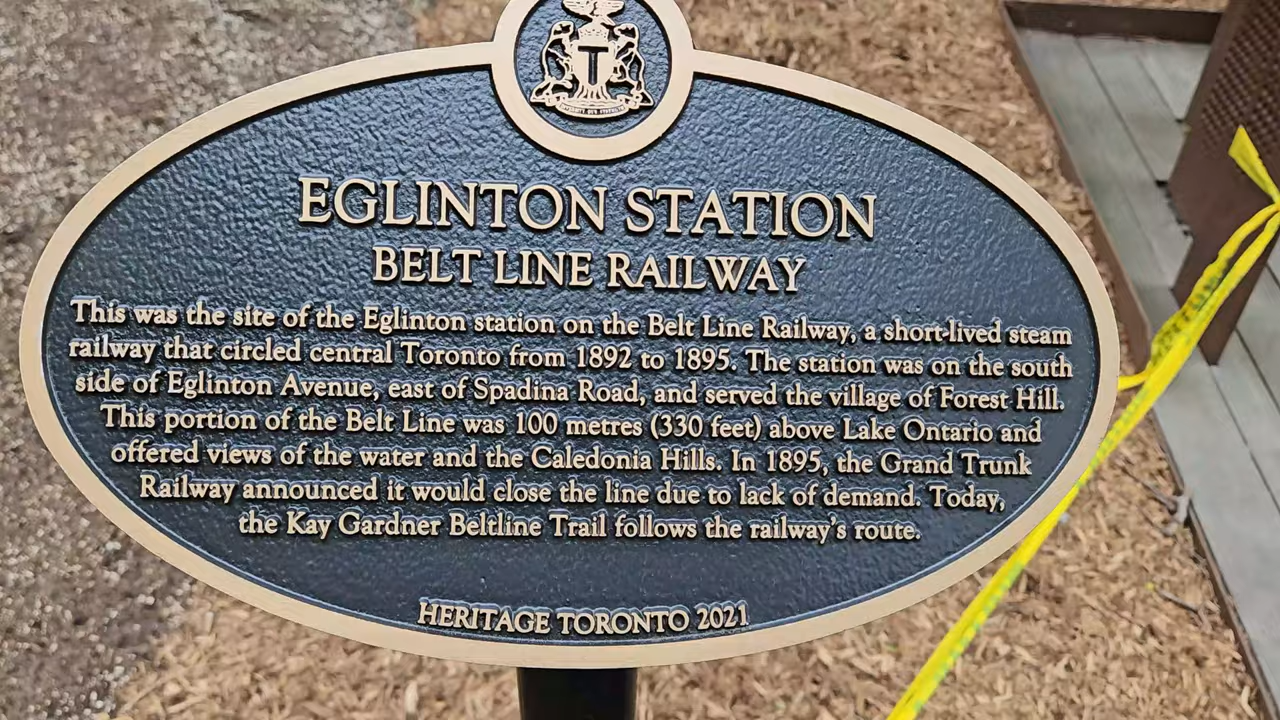 T
EGLINTON STATION
BELT LINE RAILWAY
This was the site of the Eglinton station on the Belt Line Railway, a short-lived steam
railway that circled central Toronto from 1892 to 1895. The station was on the south
side of Eglinton Avenue, east of Spadina Road, and served the village of Forest Hill.
This portion of the Belt Line was 100 metres (330 feet) above Lake Ontario and
offered views of the water and the Caledonia Hills. In 1895, the Grand Trunk
Railway announced it would close the line due to lack of demand. Today,
the Kay Gardner Beltline Trail follows the railway's route.
HERITAGE TORONTO 2021